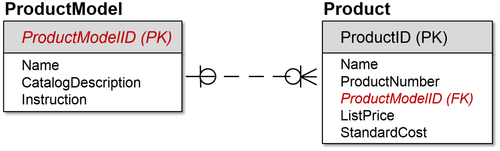 ProductModel
ProductModelID (PK)
Name
CatalogDescription
Instruction
Product
ProductID (PK)
Name
ProductNumber
ProductModelID (FK)
ListPrice
StandardCost